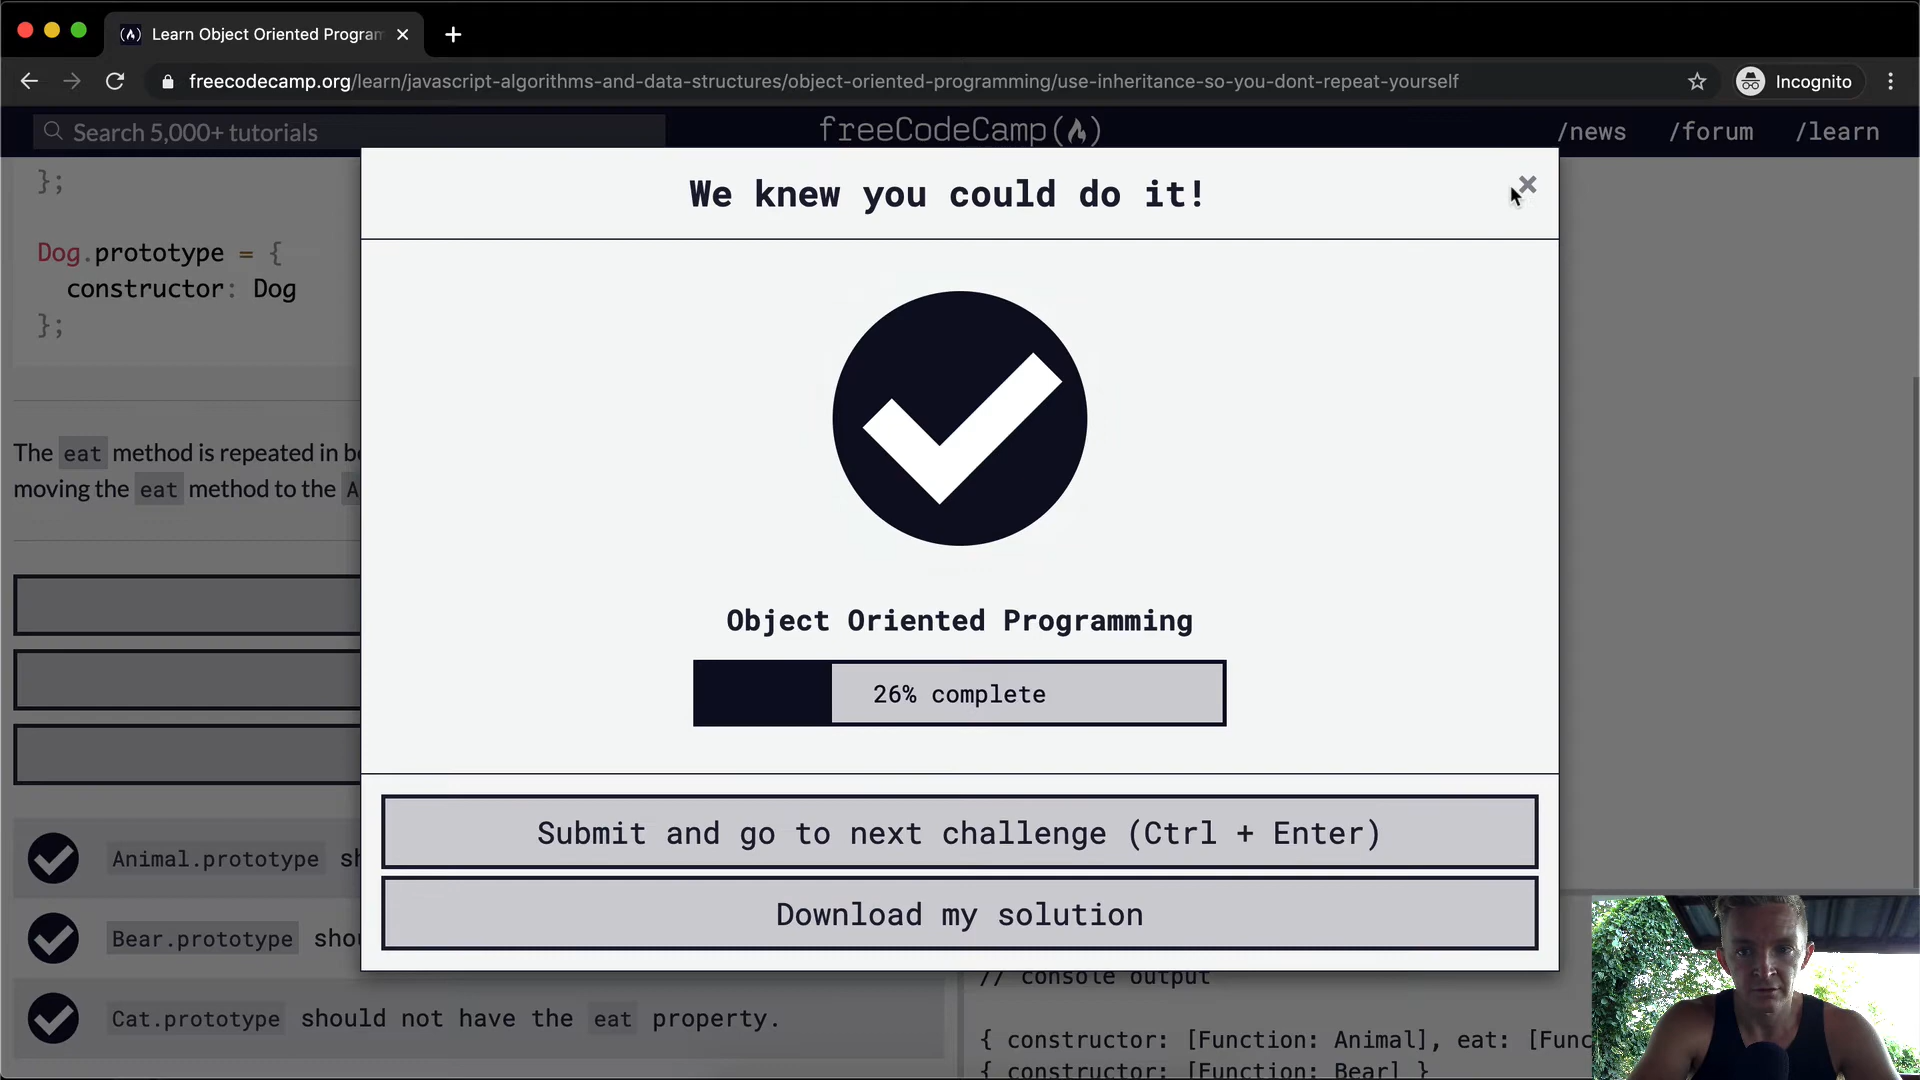 Learn Object Oriented Program
freecodecamp.org/learn/javascript-algorithms-and-data-structures/object-oriented-programming/use-inheritance-so-you-dont-repeat-yourself
Incognito
Search 5,000+ tutorials
freeCodeCamp
/news /forum /learn
};
Dog.prototype = {
constructor: Dog
};
The eat method is repeated in b
moving the eat method to the A
We knew you could do it!
Object Oriented Programming
26% complete
Submit and go to next challenge (Ctrl + Enter)
Download my solution
Animal.prototype sh
Bear.prototype shou
Cat.prototype should not have the eat property.
// console output
{ constructor: [Function: Animal], eat: [Func
{ constructor: [Function: Bear] }